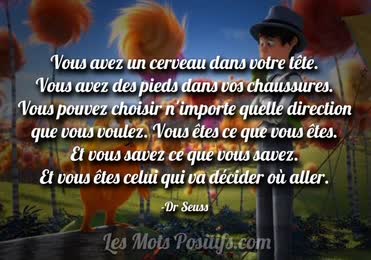 Vous avez un cerveau dans votre tête.
Vous avez des pieds dans vos chaussures.
Vous pouvez choisir n'importe quelle direction
que vous voulez. Vous êtes ce que vous êtes.
Et vous savez ce que vous savez.
Et vous êtes celui qui va décider où aller.
-Dr Seuss
Les Mots Positifs.com